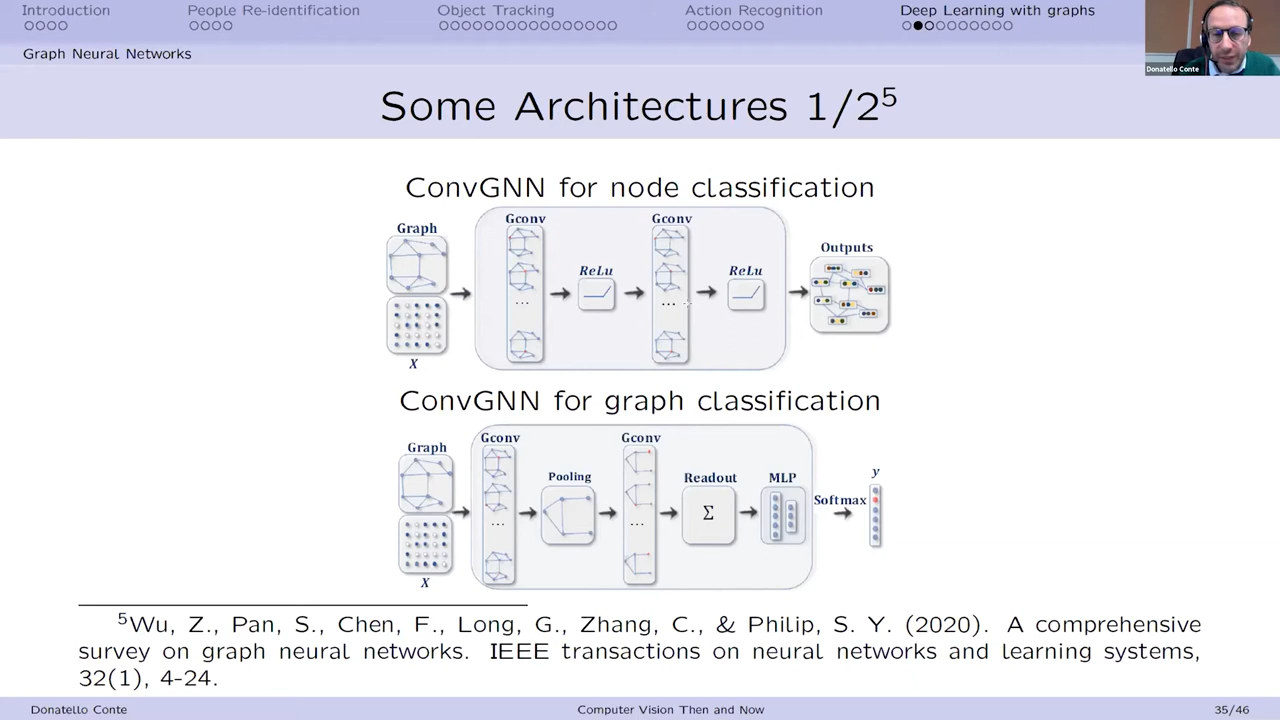 Introduction People Re-identification Object Tracking Action Recognition Deep Learning with graphs
Graph Neural Networks
Donatello Conte
Some Architectures 1/2⁵
ConvGNN for node classification
Graph
X
Gconv
ReLu
Gconv
ReLu
Outputs
...
...
ConvGNN for graph classification
Graph
X
Gconv
...
Pooling
Gconv
...
Readout
Σ
MLP
Softmax
y
⁵Wu, Z., Pan, S., Chen, F., Long, G., Zhang, C., & Philip, S. Y. (2020). A comprehensive
survey on graph neural networks. IEEE transactions on neural networks and learning systems,
32(1), 4-24.
Donatello Conte Computer Vision Then and Now 35/46